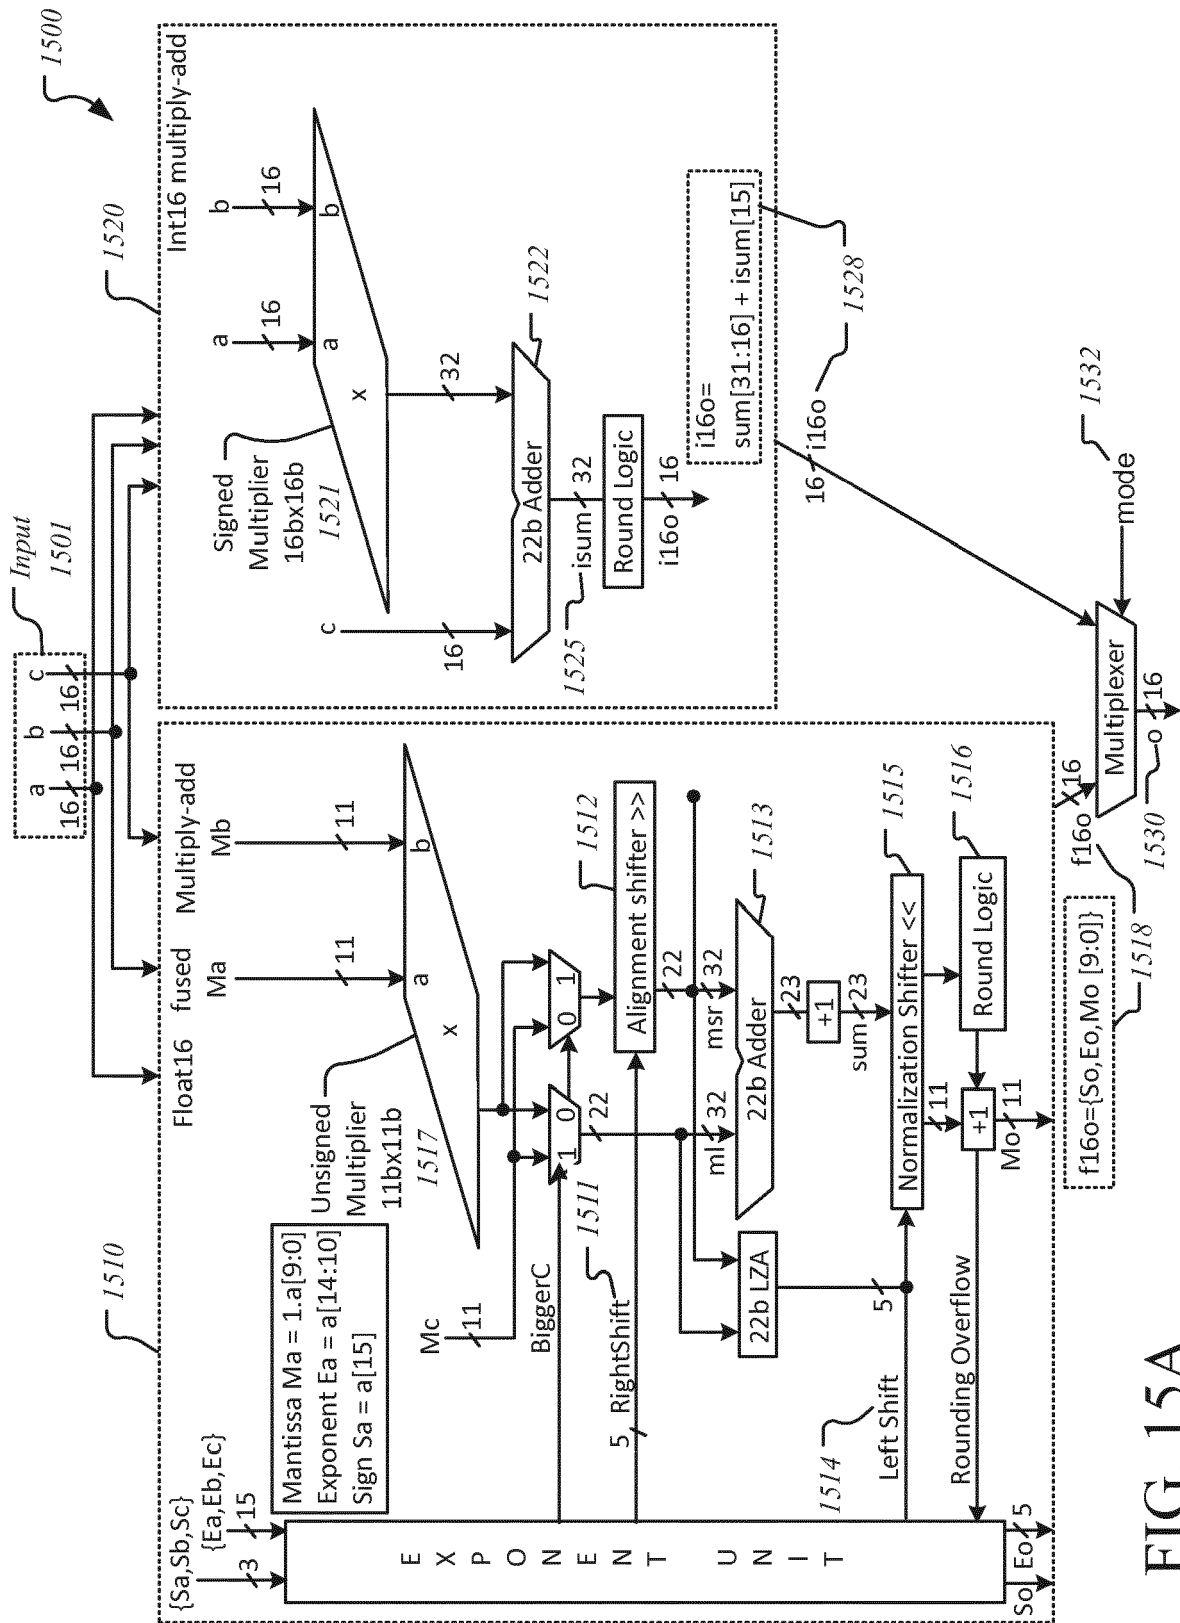 1500
Input
1501
a
b
c
16
16
16
1510
1520
Float16 fused Multiply-add
{Sa,Sb,Sc}
{Ea,Eb,Ec}
3
15
Mantissa Ma = 1.a[9:0]
Exponent Ea = a[14:10]
Sign Sa = a[15]
Ma
Mb
11
11
Unsigned
Multiplier
11bx11b
1517
a
b
x
Mc
11
BiggerC
1 0
0 1
1511
22
5
RightShift
Alignment shifter >>
1512
22
ml
32
msr
32
22b LZA
22b Adder
1513
23
+1
sum
23
5
Left Shift
1514
Normalization Shifter <<
1515
11
Round Logic
1516
Rounding Overflow
+1
Mo
11
EXPONENT UNIT
So
Eo
5
f16o={So,Eo,Mo [9:0]}
1518
f16o
16
Int16 multiply-add
a
b
16
16
Signed
Multiplier
16bx16b
1521
a
b
x
c
16
32
22b Adder
1522
1525
isum
32
Round Logic
i16o
16
i16o=
sum[31:16] + isum[15]
1528
16
i16o
Multiplexer
mode
1532
o
16
1530
FIG. 15A